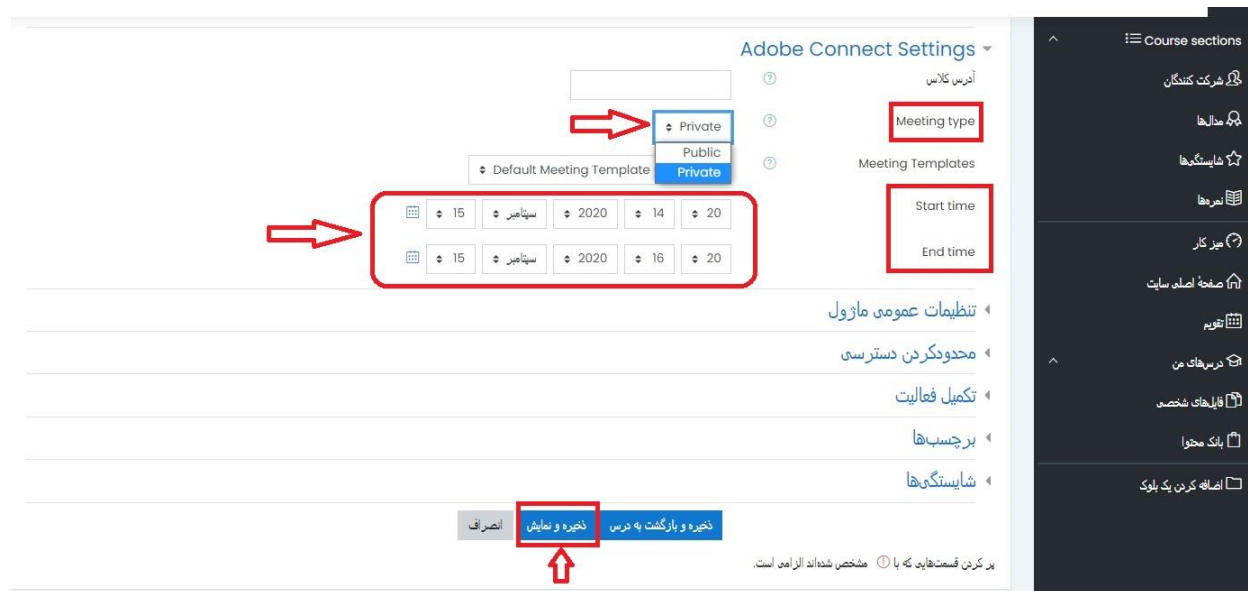 Adobe Connect Settings
آدرس کلاس
Meeting type
Private
Public
Private
Meeting Templates
Default Meeting Template
Start time
20 14 2020 سپتامبر 15
End time
20 16 2020 سپتامبر 15
تنظیمات عمومی ماژول
محدودکردن دسترسی
تکمیل فعالیت
برچسب‌ها
شایستگی‌ها
ذخیره و بازگشت به درس
ذخیره و نمایش
انصراف
پر کردن قسمت‌هایی که با مشخص شده‌اند الزامی است.
Course sections
شرکت کنندگان
مدال‌ها
شایستگی‌ها
نمره‌ها
میز کار
صفحهٔ اصلی سایت
تقویم
درس‌های من
فایل‌های شخصی
بانک محتوا
اضافه کردن یک بلوک